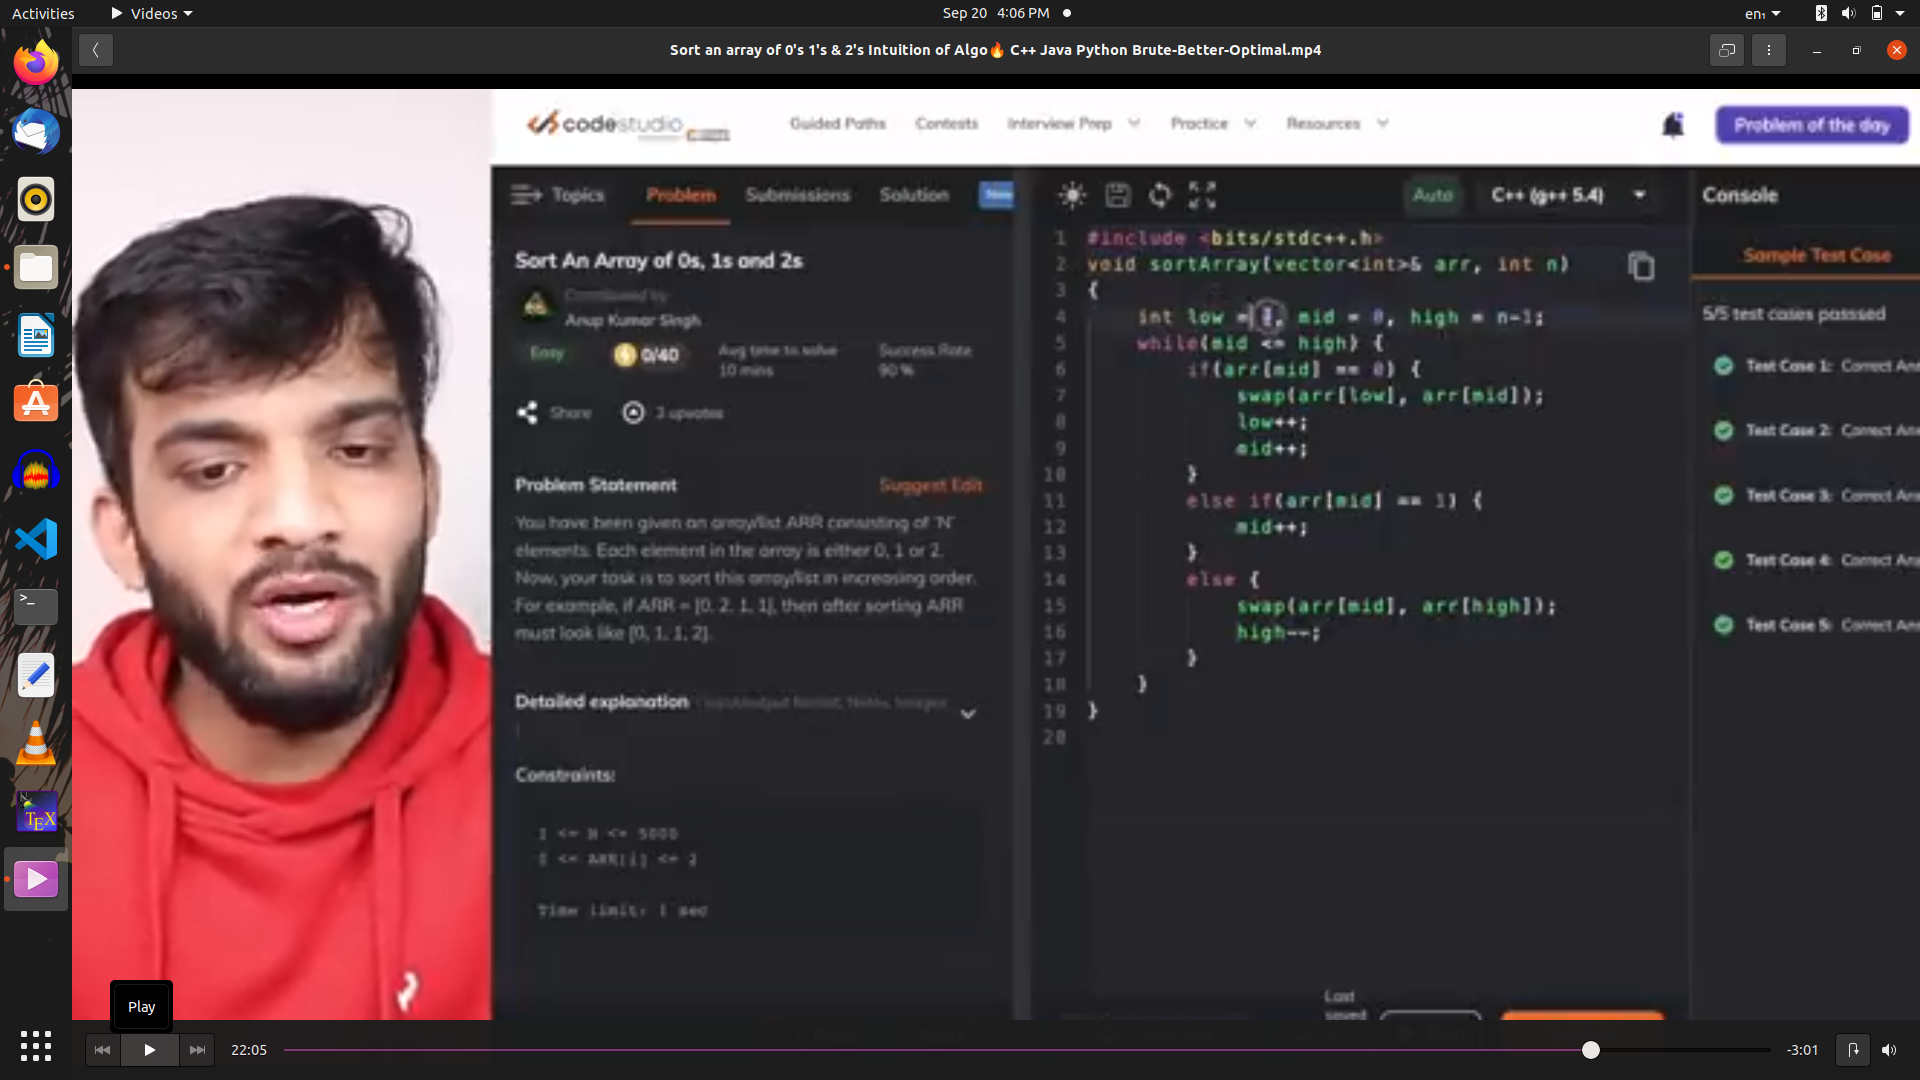 Activities
Videos
Sep 20 4:06 PM
en₁
Sort an array of 0's 1's & 2's Intuition of Algo🔥 C++ Java Python Brute-Better-Optimal.mp4
codestudio
Guided Paths Contests Interview Prep Practice Resources
Problem of the day
Topics Problem Submissions Solution New
Auto C++ (g++ 5.4)
Console
Sort An Array of 0s, 1s and 2s
Contributed by
Anup Kumar Singh
Easy 0/40 Avg time to solve Success Rate
10 mins 90 %
Share 3 upvotes
Problem Statement Suggest Edit
You have been given an array/list ARR consisting of 'N'
elements. Each element in the array is either 0, 1 or 2.
Now, your task is to sort this array/list in increasing order.
For example, if ARR = [0, 2, 1, 1], then after sorting ARR
must look like [0, 1, 1, 2].
Detailed explanation
Constraints:
1 <= N <= 5000
<= ARR[i] <= 2
Time limit: 1 sec
1 #include <bits/stdc++.h>
2 void sortArray(vector<int>& arr, int n)
3 {
4 int low = , mid = 0, high = n-1;
5 while(mid <= high) {
6 if(arr[mid] == 0) {
7 swap(arr[low], arr[mid]);
8 low++;
9 mid++;
10 }
11 else if(arr[mid] == 1) {
12 mid++;
13 }
14 else {
15 swap(arr[mid], arr[high]);
16 high--;
17 }
18 }
19 }
20
Last
saved
Sample Test Case
5/5 test cases passsed
Test Case 1: Correct Ans
Test Case 2: Correct Ans
Test Case 3: Correct Ans
Test Case 4: Correct Ans
Test Case 5: Correct Ans
Play
22:05
-3:01